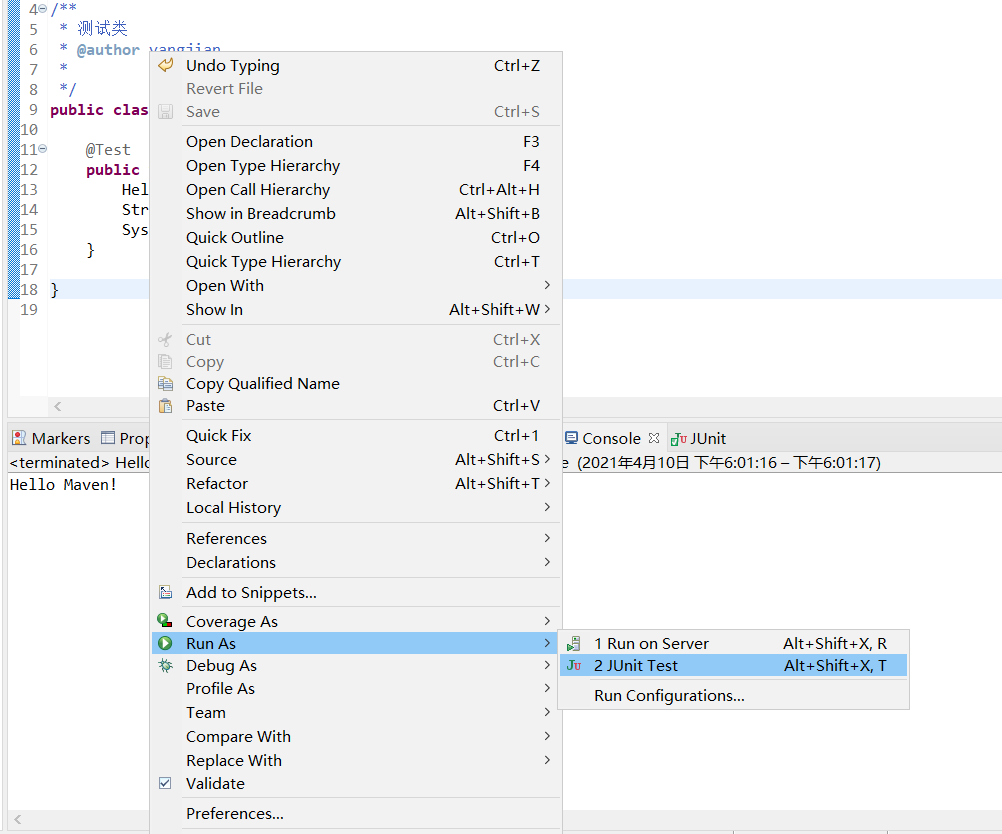 4 /**
5 * 测试类
6 * @author yangjian
7 *
8 */
9 public clas
10
11 @Test
12 public
13 Hel
14 Str
15 Sys
16 }
17
18 }
19
Undo Typing Ctrl+Z
Revert File
Save Ctrl+S
Open Declaration F3
Open Type Hierarchy F4
Open Call Hierarchy Ctrl+Alt+H
Show in Breadcrumb Alt+Shift+B
Quick Outline Ctrl+O
Quick Type Hierarchy Ctrl+T
Open With
Show In Alt+Shift+W
Cut Ctrl+X
Copy Ctrl+C
Copy Qualified Name
Paste Ctrl+V
Quick Fix Ctrl+1
Source Alt+Shift+S
Refactor Alt+Shift+T
Local History
References
Declarations
Add to Snippets...
Coverage As
Run As
Debug As
Profile As
Team
Compare With
Replace With
Validate
Preferences...
1 Run on Server Alt+Shift+X, R
2 JUnit Test Alt+Shift+X, T
Run Configurations...
Markers Prop Console JUnit
<terminated> Hello e (2021年4月10日 下午6:01:16 – 下午6:01:17)
Hello Maven!